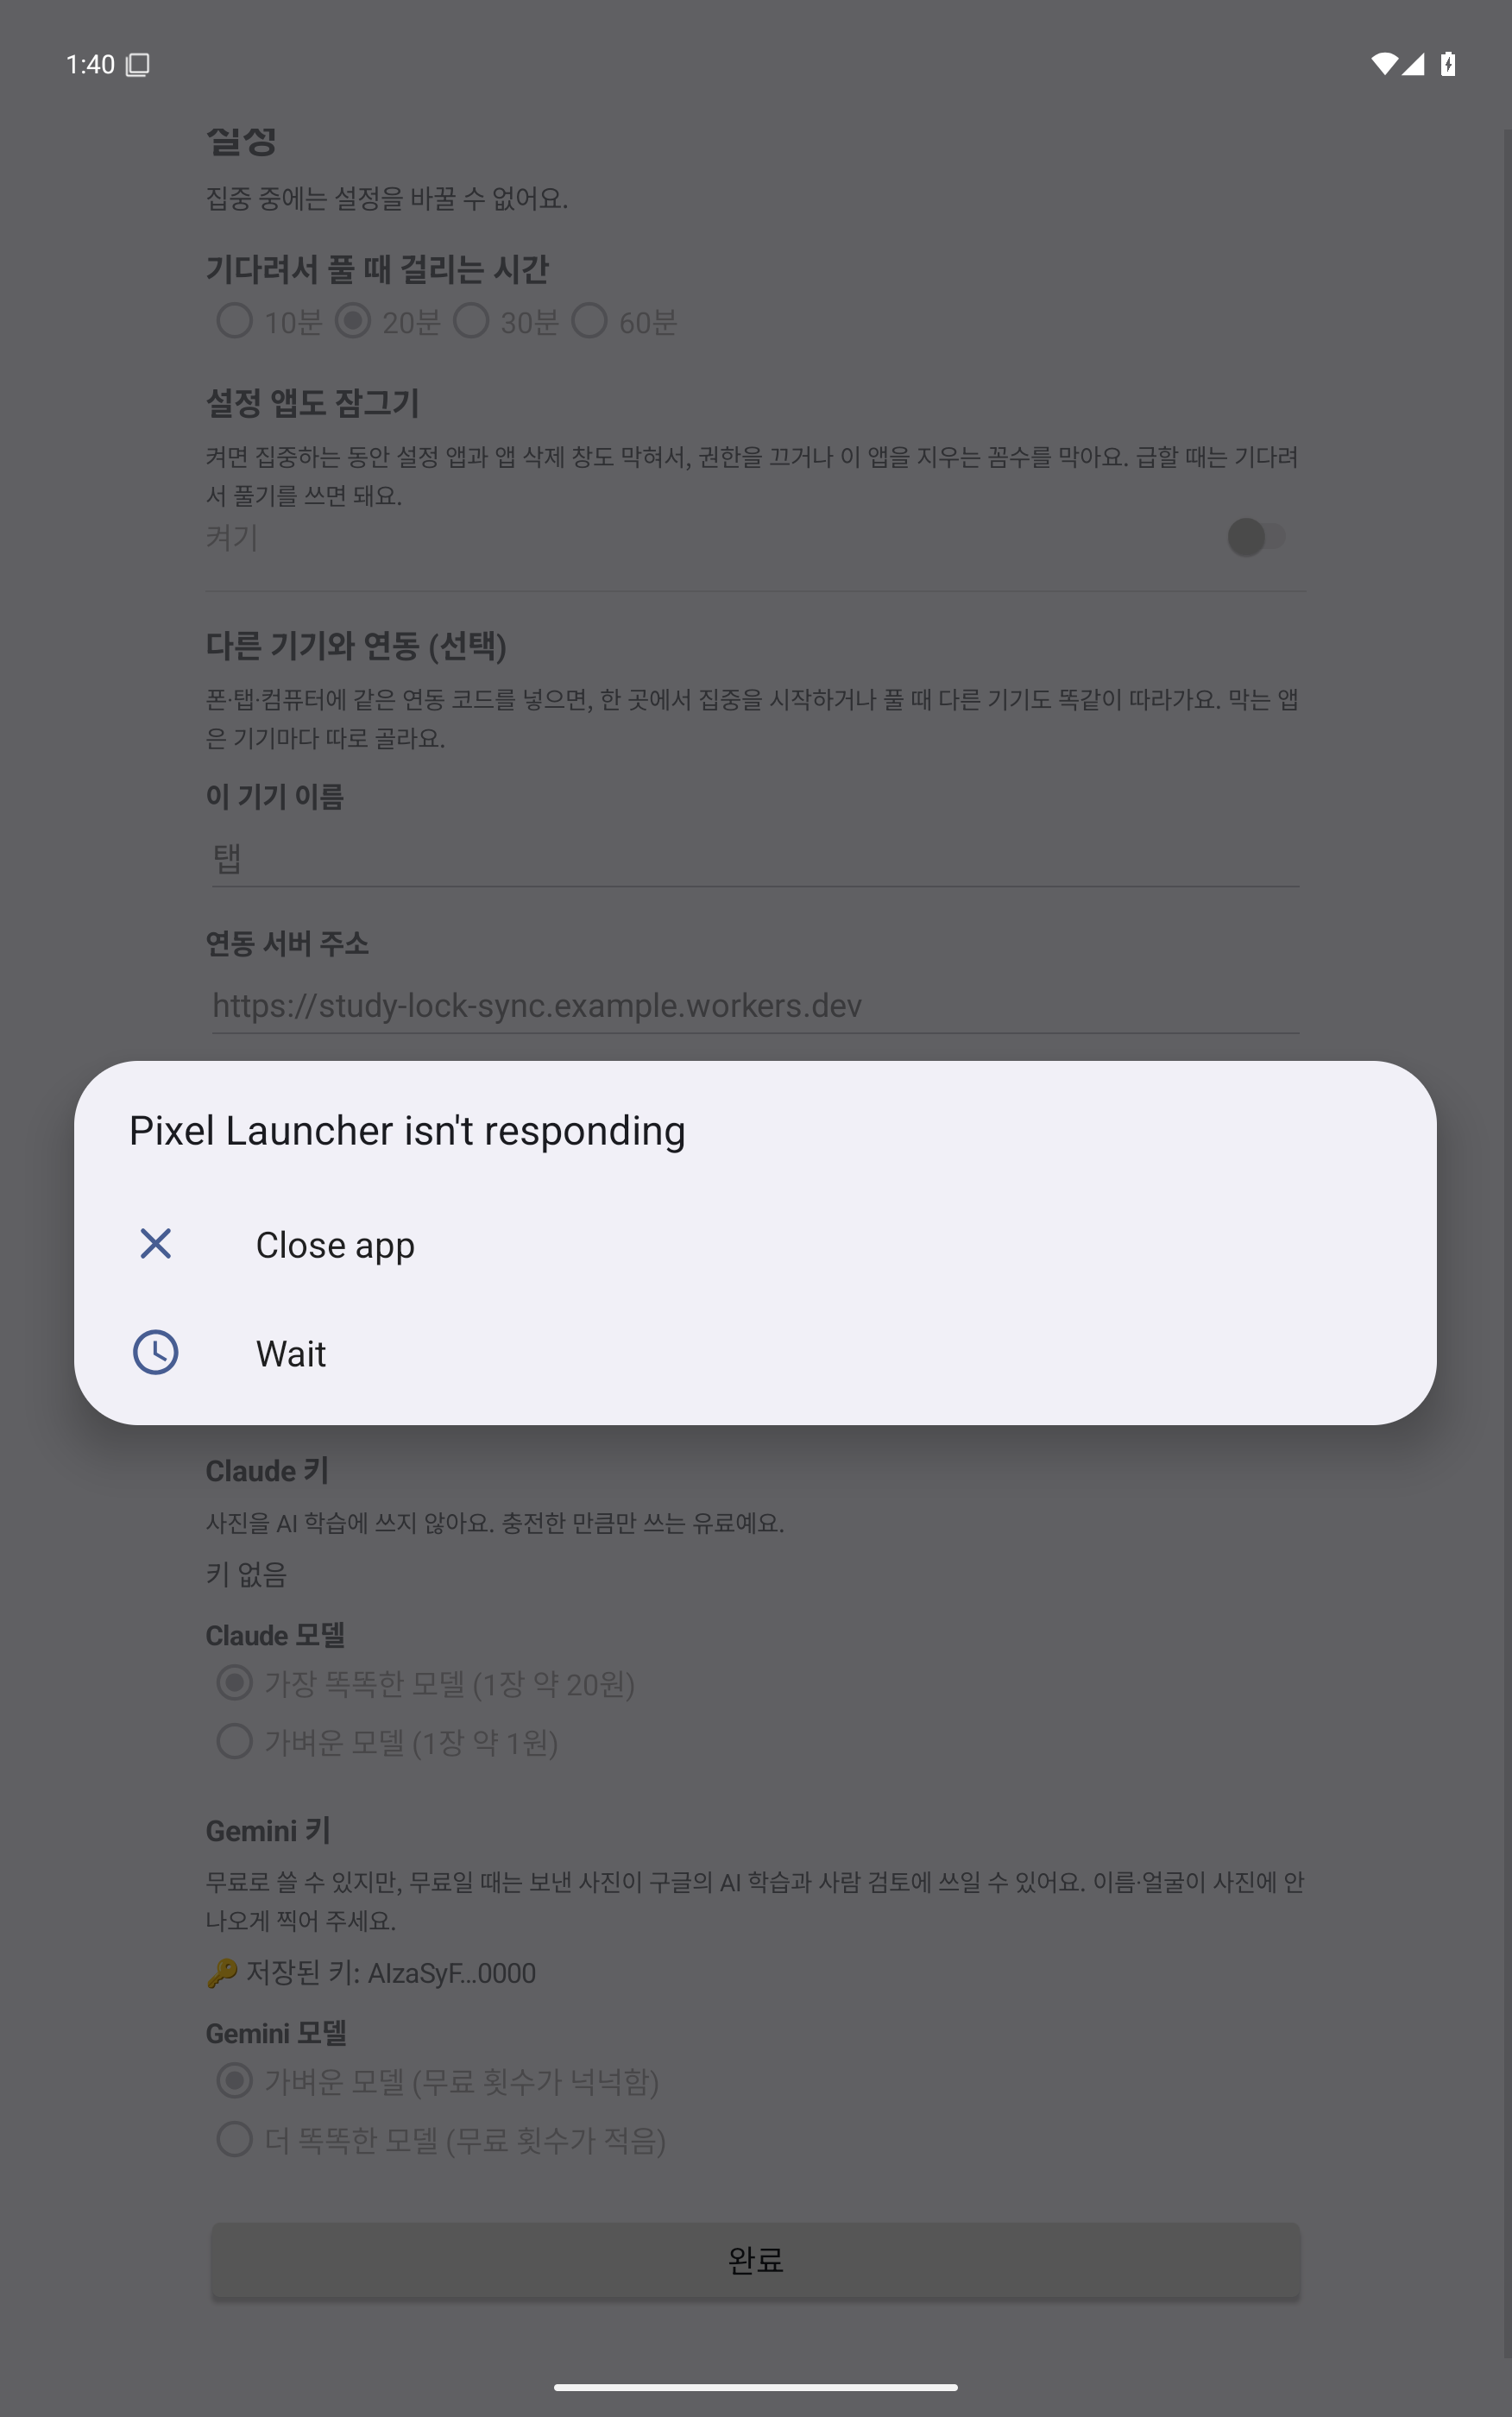 1:40
설정
집중 중에는 설정을 바꿀 수 없어요.
기다려서 풀 때 걸리는 시간
10분 20분 30분 60분
설정 앱도 잠그기
켜면 집중하는 동안 설정 앱과 앱 삭제 창도 막혀서, 권한을 끄거나 이 앱을 지우는 꼼수를 막아요. 급할 때는 기다려
서 풀기를 쓰면 돼요.
켜기
다른 기기와 연동 (선택)
폰·탭·컴퓨터에 같은 연동 코드를 넣으면, 한 곳에서 집중을 시작하거나 풀 때 다른 기기도 똑같이 따라가요. 막는 앱
은 기기마다 따로 골라요.
이 기기 이름
탭
연동 서버 주소
https://study-lock-sync.example.workers.dev
Pixel Launcher isn't responding
Close app
Wait
Claude 키
사진을 AI 학습에 쓰지 않아요. 충전한 만큼만 쓰는 유료예요.
키 없음
Claude 모델
가장 똑똑한 모델 (1장 약 20원)
가벼운 모델 (1장 약 1원)
Gemini 키
무료로 쓸 수 있지만, 무료일 때는 보낸 사진이 구글의 AI 학습과 사람 검토에 쓰일 수 있어요. 이름·얼굴이 사진에 안
나오게 찍어 주세요.
🔑 저장된 키: AIzaSyF…0000
Gemini 모델
가벼운 모델 (무료 횟수가 넉넉함)
더 똑똑한 모델 (무료 횟수가 적음)
완료